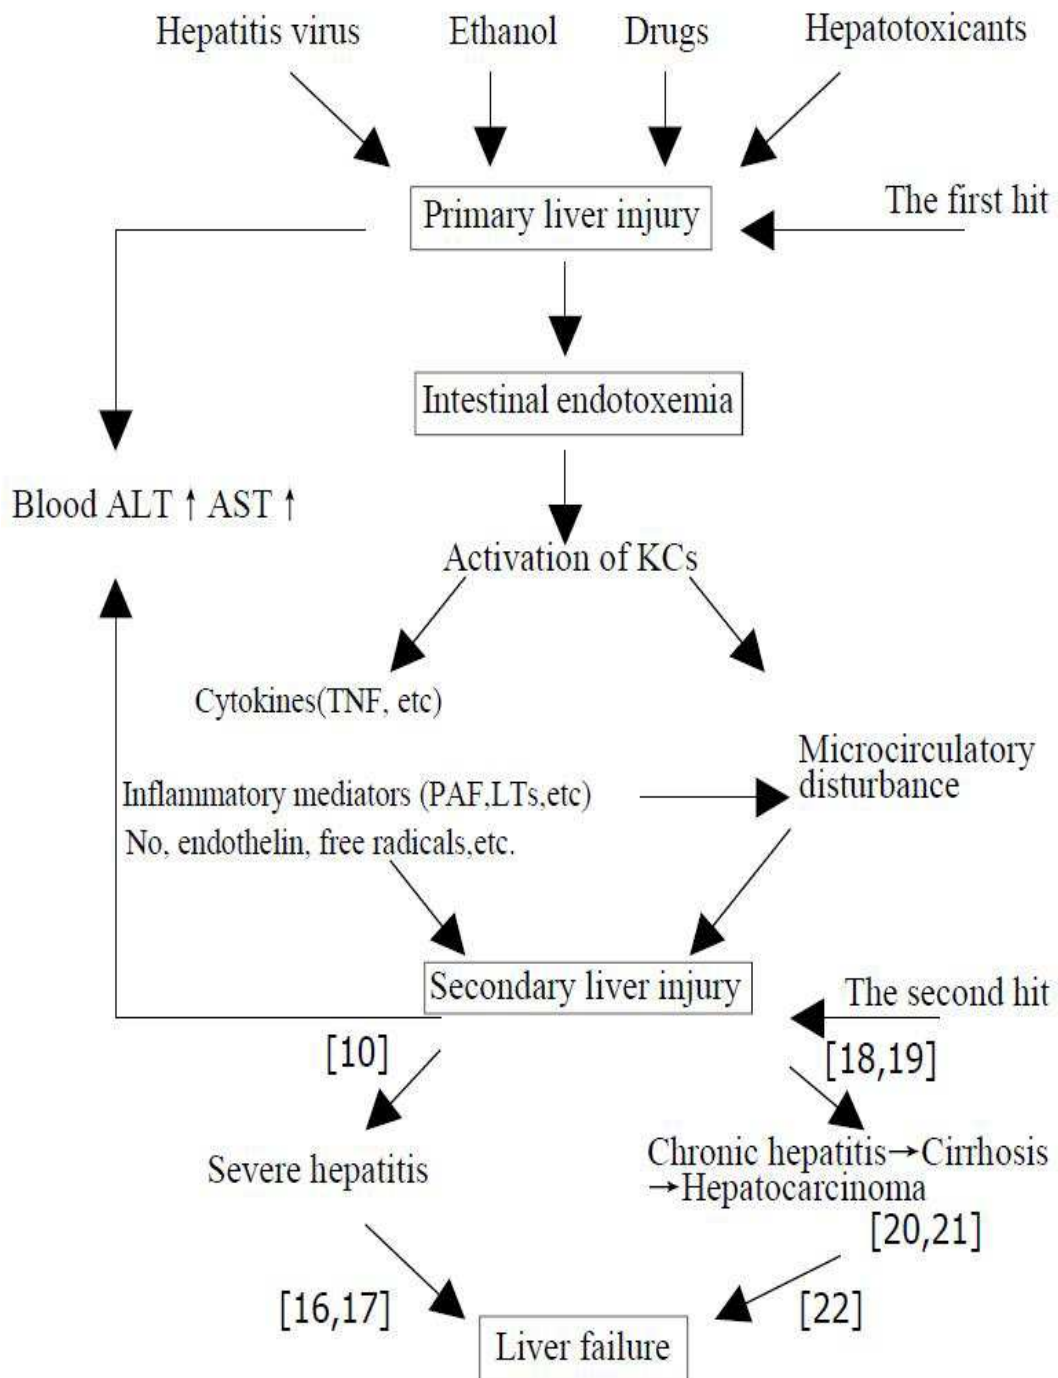 Hepatitis virus Ethanol Drugs Hepatotoxicants
Primary liver injury
The first hit
Intestinal endotoxemia
Blood ALT ↑ AST ↑
Activation of KCs
Cytokines(TNF, etc)
Microcirculatory
disturbance
Inflammatory mediators (PAF,LTs,etc)
No, endothelin, free radicals,etc.
Secondary liver injury
The second hit
[10]
[18,19]
Severe hepatitis
Chronic hepatitis→Cirrhosis
→Hepatocarcinoma
[20,21]
[16,17]
[22]
Liver failure